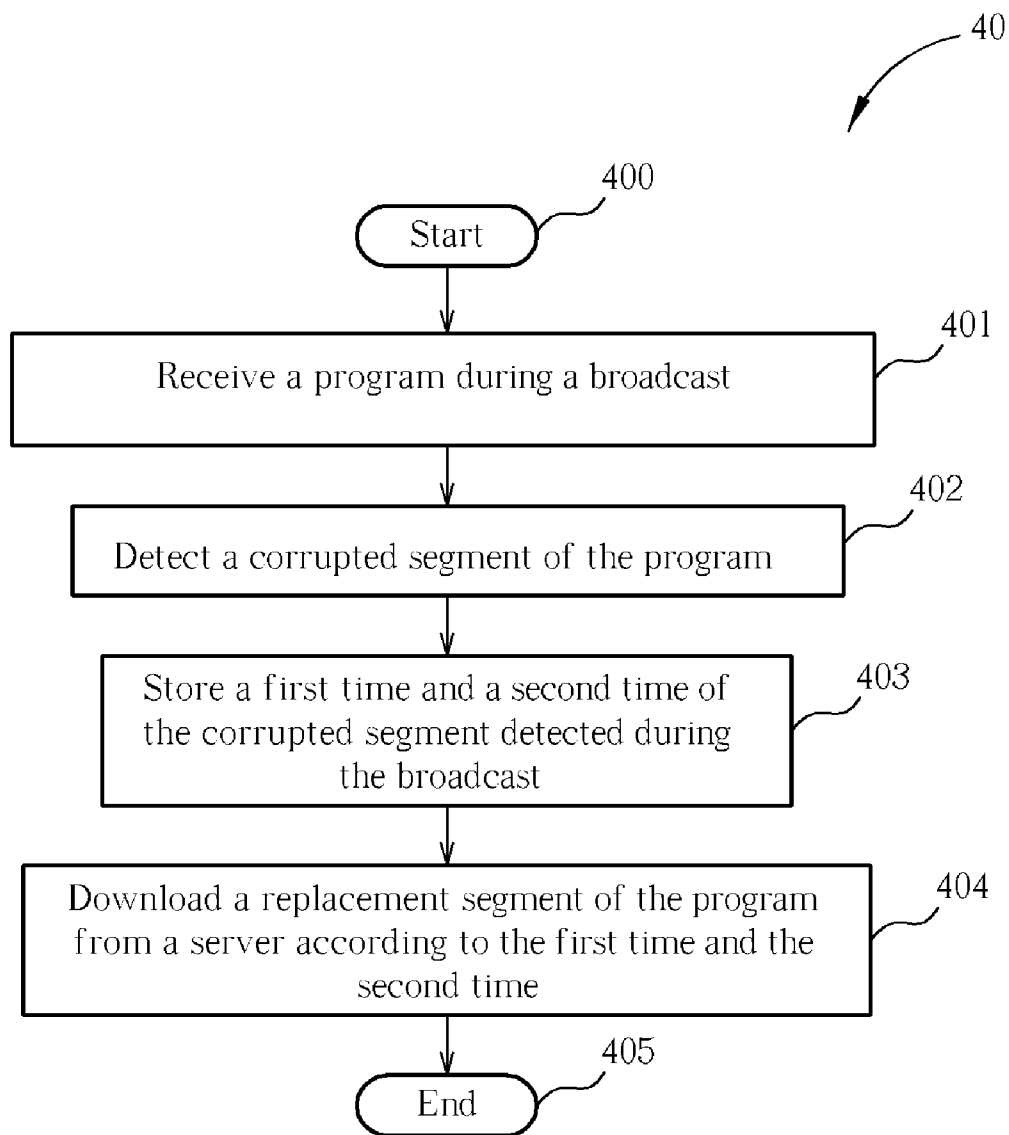 40
400
Start
401
Receive a program during a broadcast
402
Detect a corrupted segment of the program
403
Store a first time and a second time of
the corrupted segment detected during
the broadcast
404
Download a replacement segment of the program
from a server according to the first time and the
second time
405
End